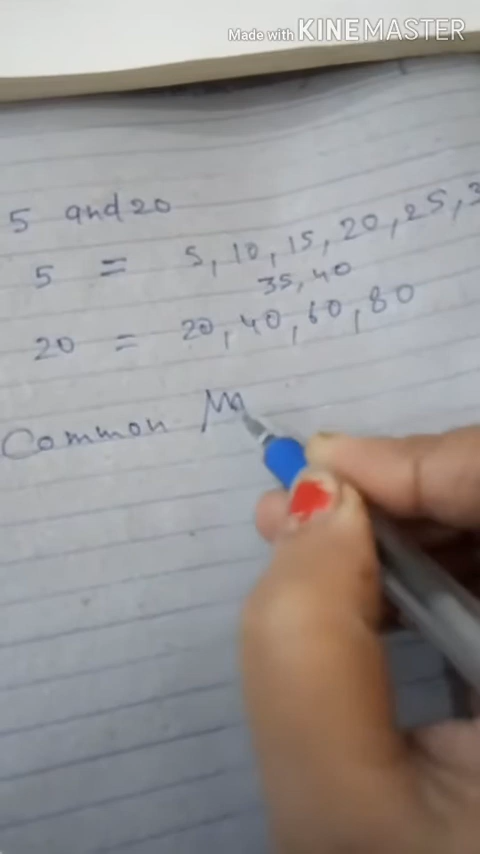 Made with KINEMASTER
5 and 20
5 = 5, 10, 15, 20, 25,
35, 40
20 = 20, 40, 60, 80
Common